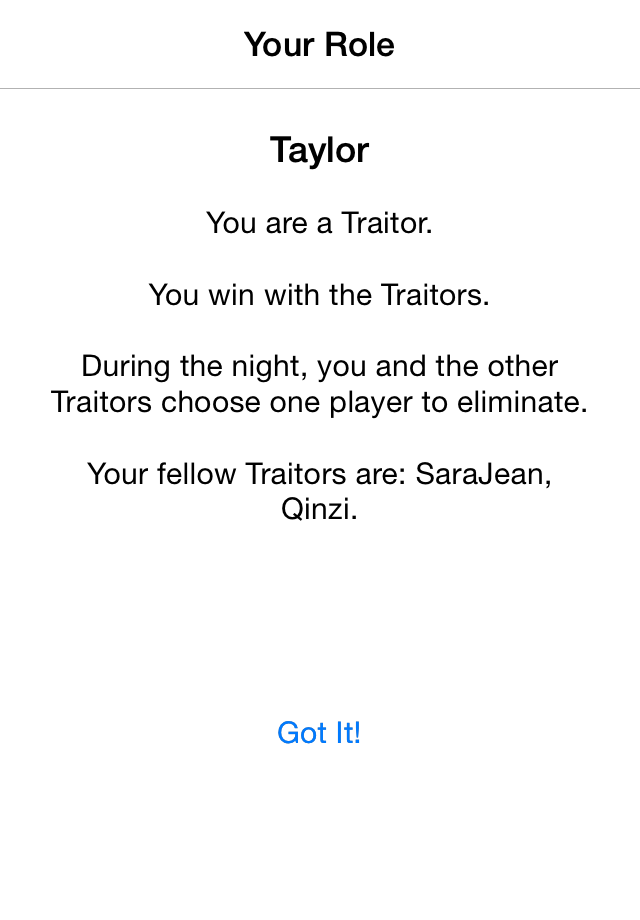 Your Role
Taylor
You are a Traitor.
You win with the Traitors.
During the night, you and the other
Traitors choose one player to eliminate.
Your fellow Traitors are: SaraJean,
Qinzi.
Got It!